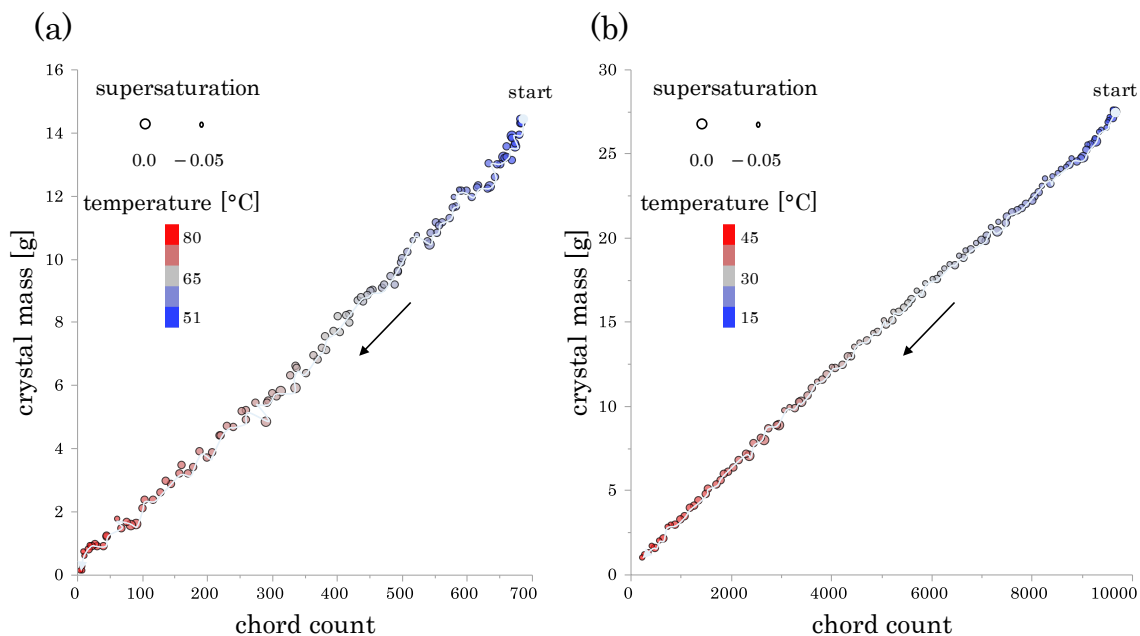 (a)
16
14
12
10
8
6
4
2
0
crystal mass [g]
supersaturation
0.0 −0.05
temperature [°C]
80
65
51
start
0 100 200 300 400 500 600 700
chord count
(b)
30
25
20
15
10
5
0
crystal mass [g]
supersaturation
0.0 −0.05
temperature [°C]
45
30
15
start
0 2000 4000 6000 8000 10000
chord count